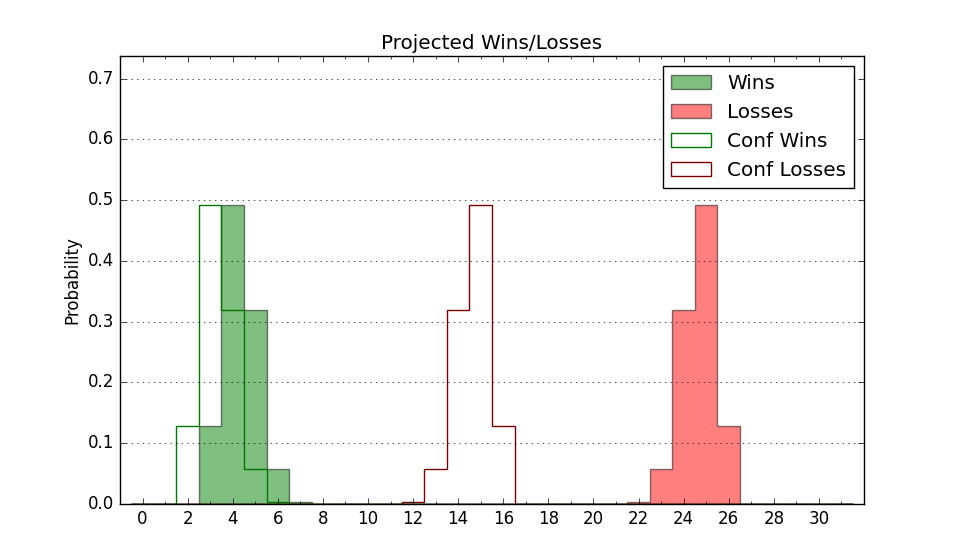 Projected Wins/Losses
Probability
0.7
0.6
0.5
0.4
0.3
0.2
0.1
0.0
Wins
Losses
Conf Wins
Conf Losses
0 2 4 6 8 10 12 14 16 18 20 22 24 26 28 30